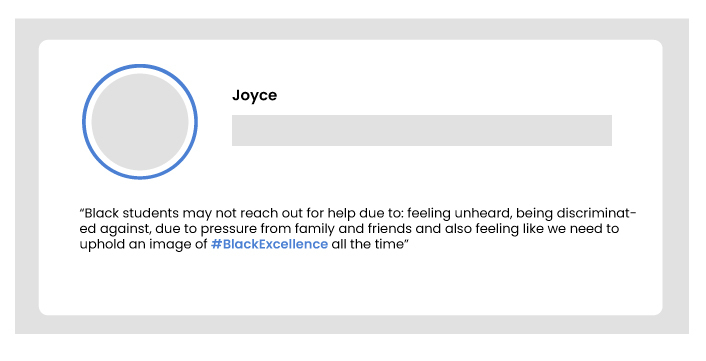 Joyce
“Black students may not reach out for help due to: feeling unheard, being discriminat-
ed against, due to pressure from family and friends and also feeling like we need to
uphold an image of #BlackExcellence all the time”